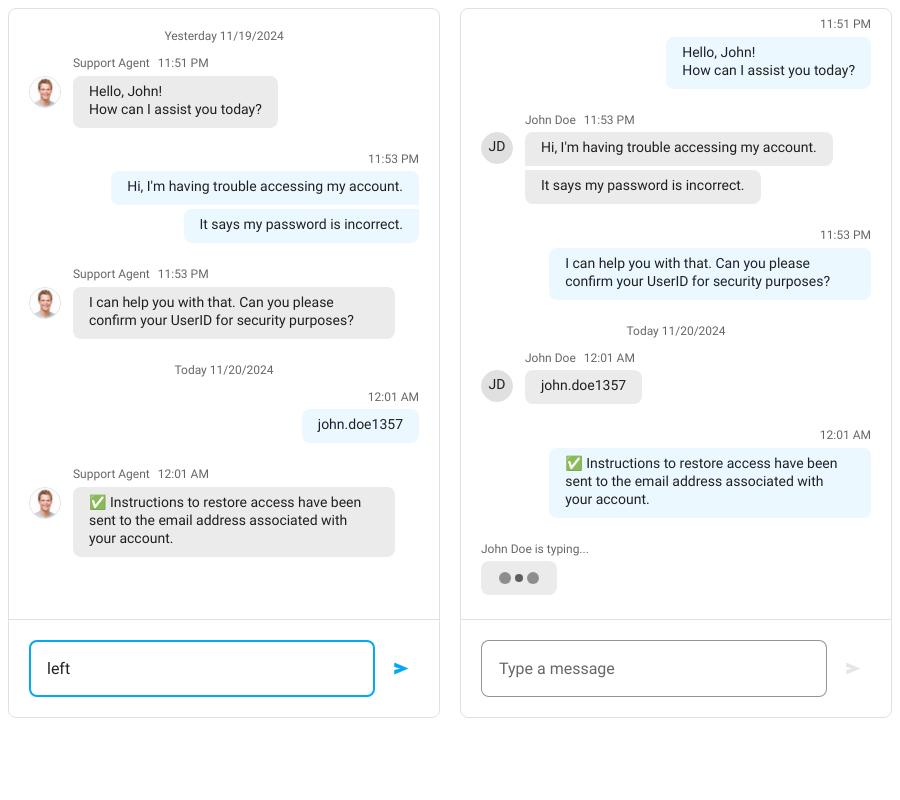 Yesterday 11/19/2024
Support Agent 11:51 PM
Hello, John!
How can I assist you today?
11:53 PM
Hi, I'm having trouble accessing my account.
It says my password is incorrect.
Support Agent 11:53 PM
I can help you with that. Can you please
confirm your UserID for security purposes?
Today 11/20/2024
12:01 AM
john.doe1357
Support Agent 12:01 AM
✅ Instructions to restore access have been
sent to the email address associated with
your account.
left
11:51 PM
Hello, John!
How can I assist you today?
John Doe 11:53 PM
JD
Hi, I'm having trouble accessing my account.
It says my password is incorrect.
11:53 PM
I can help you with that. Can you please
confirm your UserID for security purposes?
Today 11/20/2024
John Doe 12:01 AM
JD
john.doe1357
12:01 AM
✅ Instructions to restore access have been
sent to the email address associated with
your account.
John Doe is typing...
Type a message